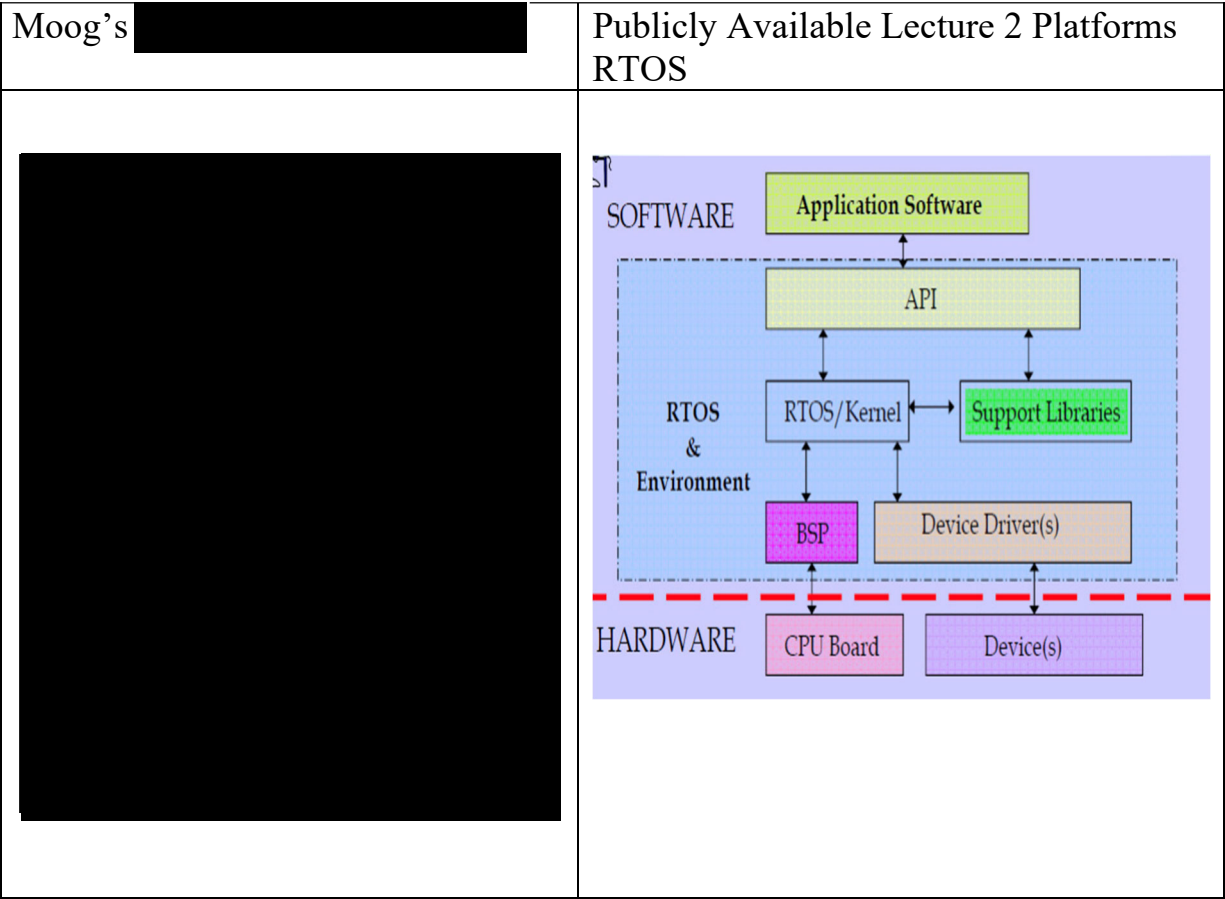 Moog’s
Publicly Available Lecture 2 Platforms
RTOS
SOFTWARE
Application Software
API
RTOS
&
Environment
RTOS/Kernel
Support Libraries
BSP
Device Driver(s)
HARDWARE
CPU Board
Device(s)